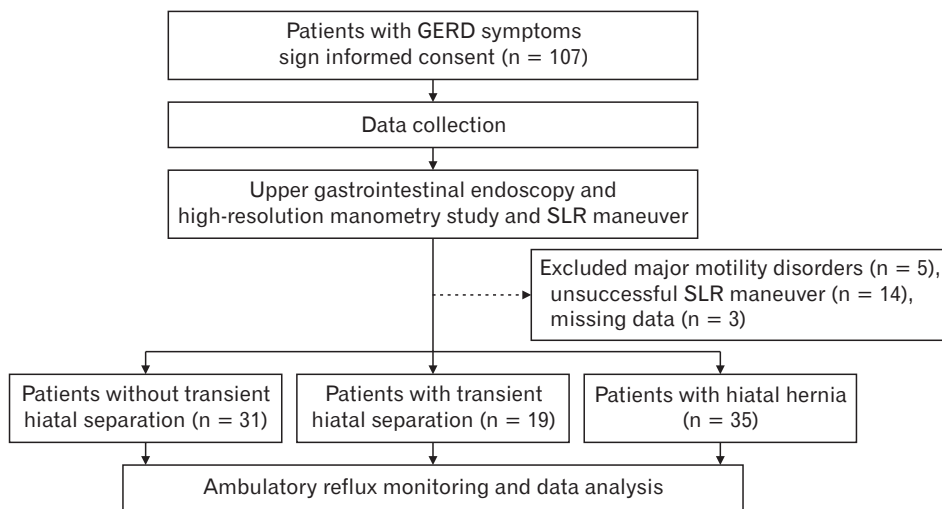 Patients with GERD symptoms
sign informed consent (n = 107)
Data collection
Upper gastrointestinal endoscopy and
high-resolution manometry study and SLR maneuver
Excluded major motility disorders (n = 5),
unsuccessful SLR maneuver (n = 14),
missing data (n = 3)
Patients without transient
hiatal separation (n = 31)
Patients with transient
hiatal separation (n = 19)
Patients with hiatal hernia
(n = 35)
Ambulatory reflux monitoring and data analysis